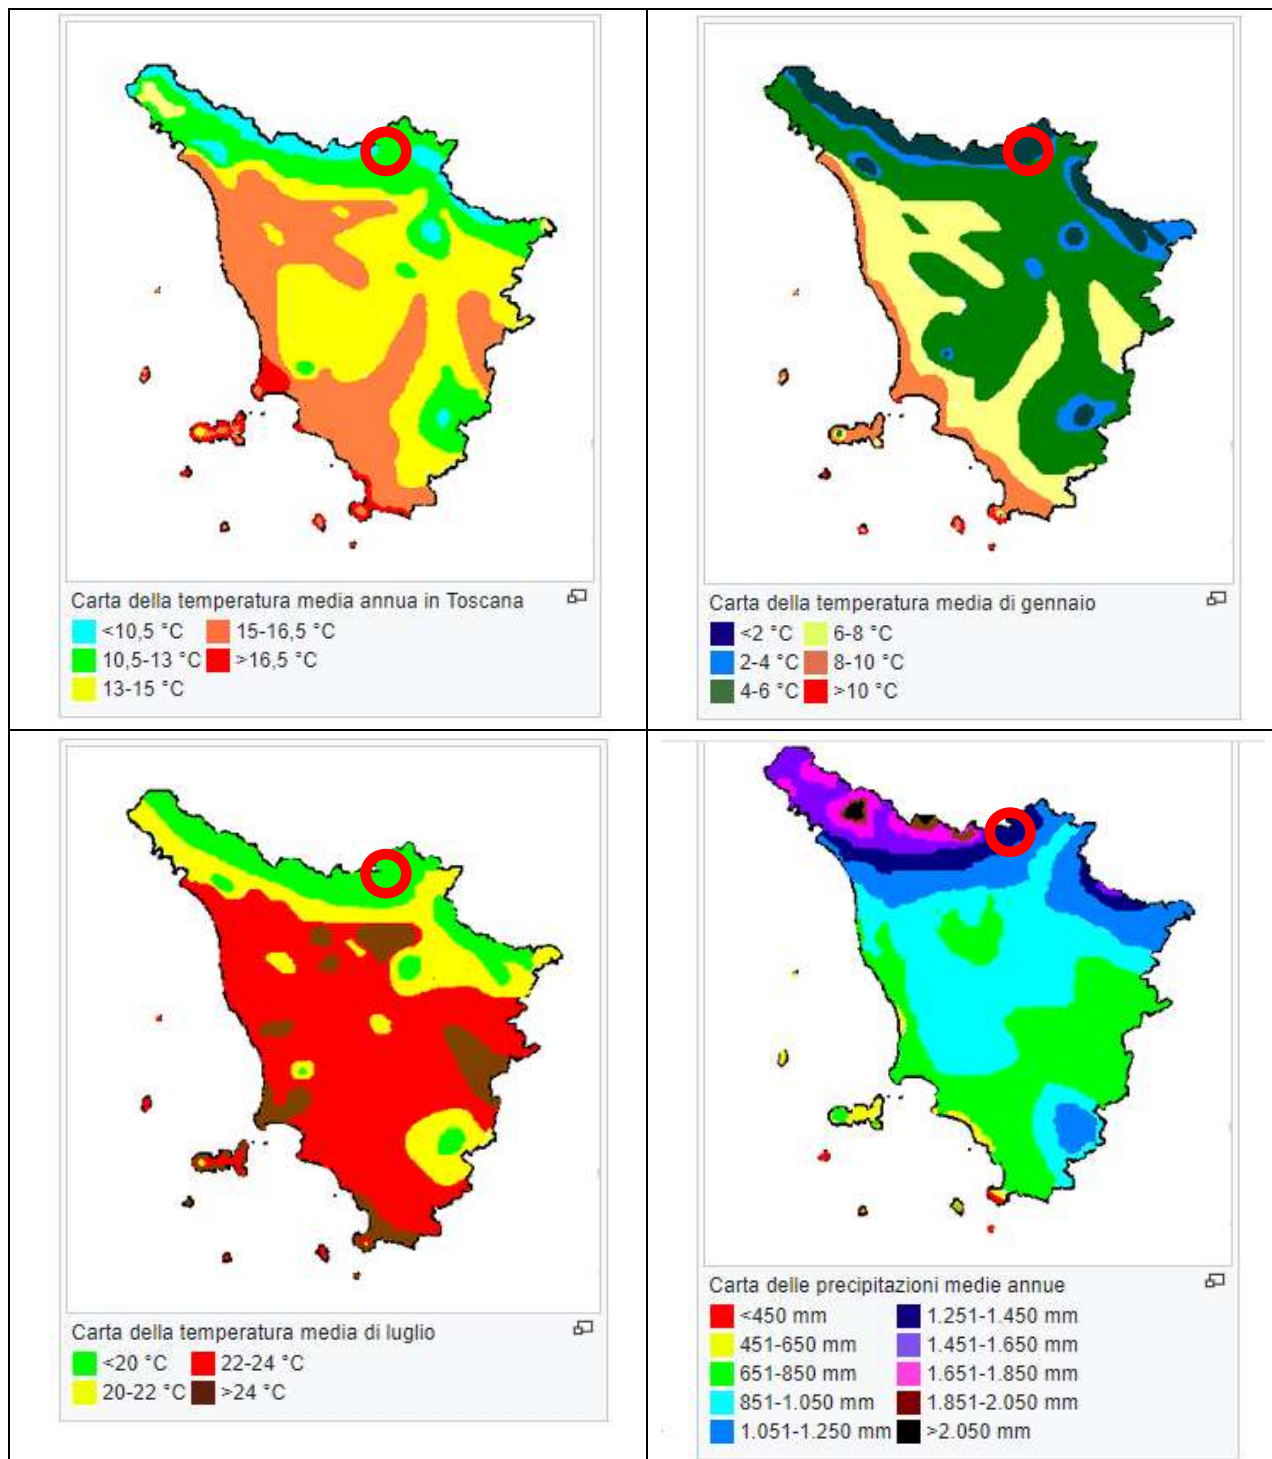 Carta della temperatura media annua in Toscana
<10,5 °C 15-16,5 °C
10,5-13 °C >16,5 °C
13-15 °C
Carta della temperatura media di gennaio
<2 °C 6-8 °C
2-4 °C 8-10 °C
4-6 °C >10 °C
Carta della temperatura media di luglio
<20 °C 22-24 °C
20-22 °C >24 °C
Carta delle precipitazioni medie annue
<450 mm 1.251-1.450 mm
451-650 mm 1.451-1.650 mm
651-850 mm 1.651-1.850 mm
851-1.050 mm 1.851-2.050 mm
1.051-1.250 mm >2.050 mm